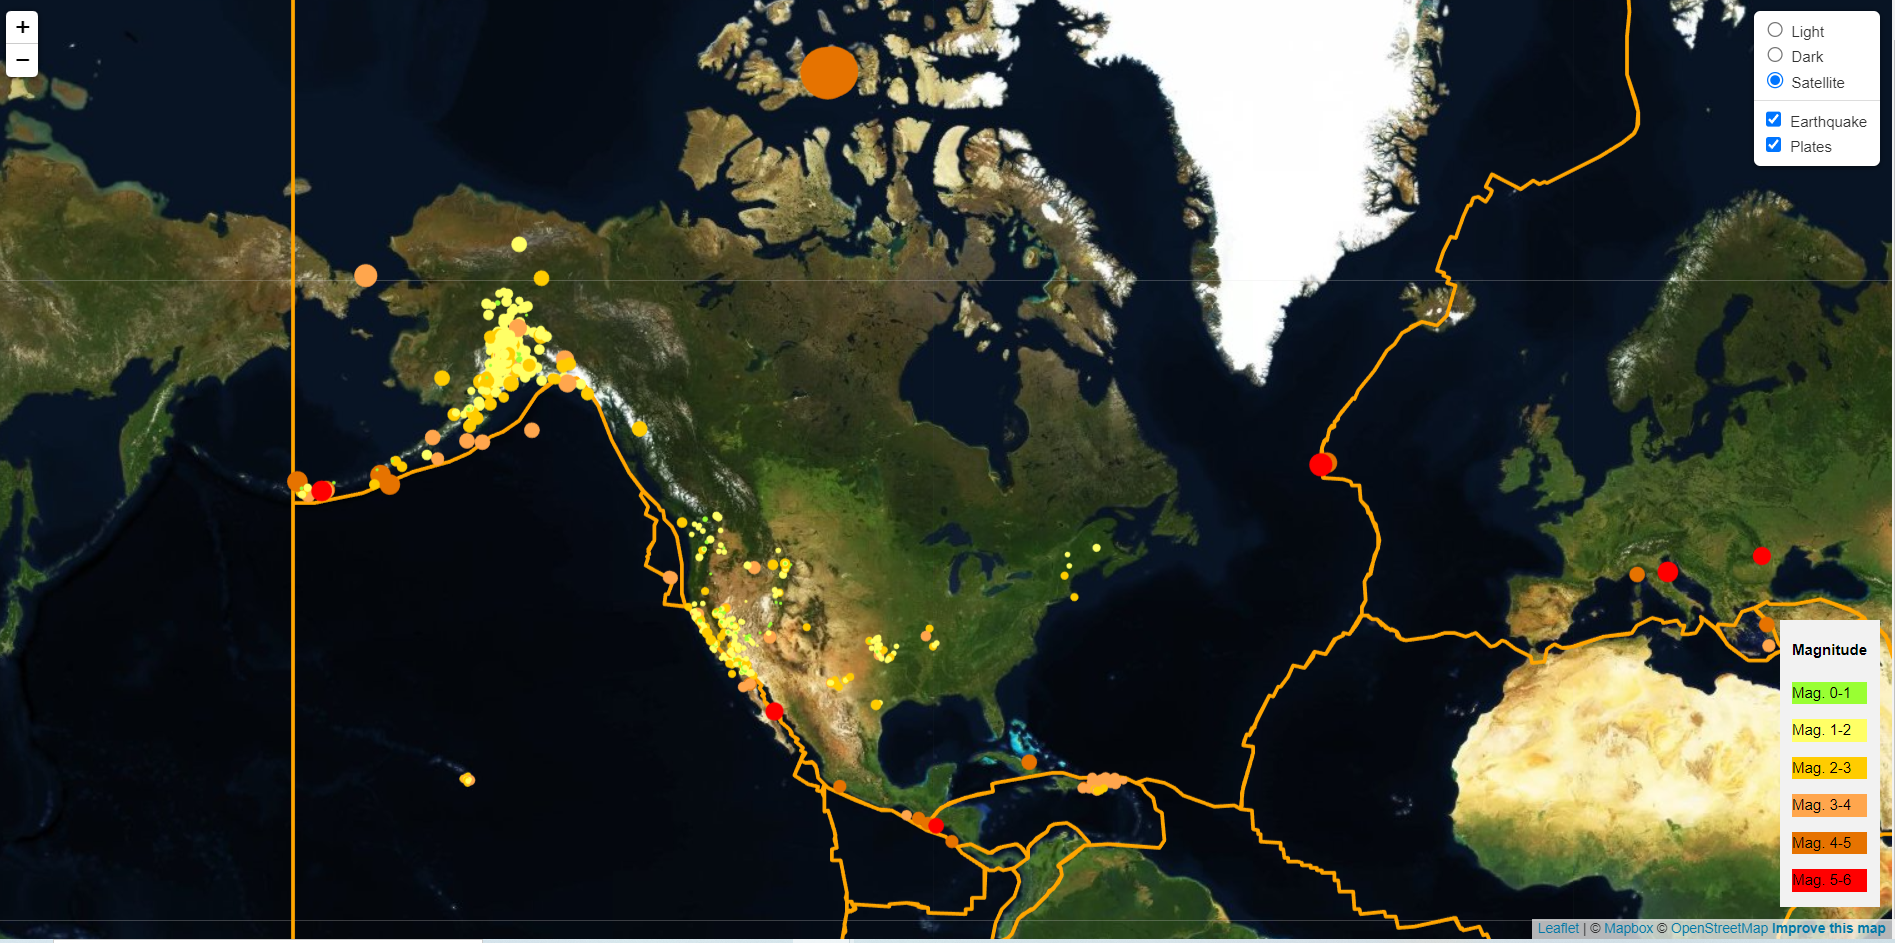 +
−
Light
Dark
Satellite
Earthquake
Plates
Magnitude
Mag. 0-1
Mag. 1-2
Mag. 2-3
Mag. 3-4
Mag. 4-5
Mag. 5-6
Leaflet | © Mapbox © OpenStreetMap Improve this map